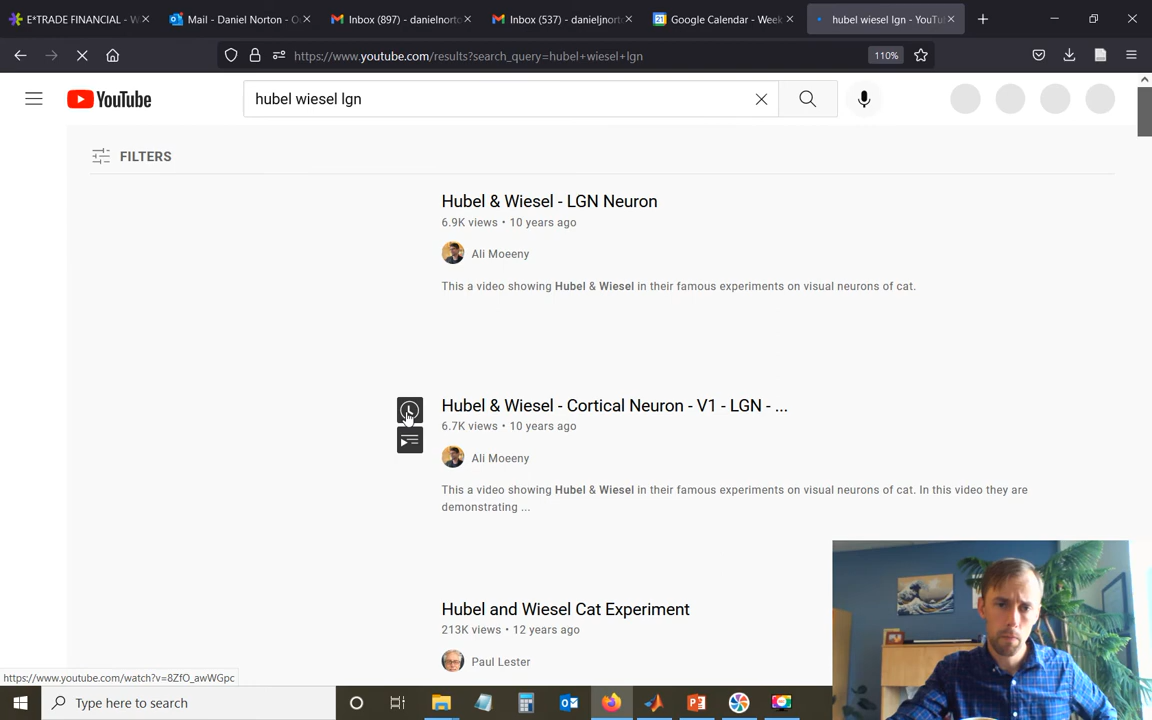 E*TRADE FINANCIAL - W
Mail - Daniel Norton - O
Inbox (897) - danielnort
Inbox (537) - danieljnort
Google Calendar - Week
hubel wiesel lgn - YouTu
https://www.youtube.com/results?search_query=hubel+wiesel+lgn
110%
YouTube
hubel wiesel lgn
FILTERS
Hubel & Wiesel - LGN Neuron
6.9K views • 10 years ago
Ali Moeeny
This a video showing Hubel & Wiesel in their famous experiments on visual neurons of cat.
Hubel & Wiesel - Cortical Neuron - V1 - LGN - ...
6.7K views • 10 years ago
Ali Moeeny
This a video showing Hubel & Wiesel in their famous experiments on visual neurons of cat. In this video they are
demonstrating ...
Hubel and Wiesel Cat Experiment
213K views • 12 years ago
Paul Lester
https://www.youtube.com/watch?v=8ZfO_awWGpc
Type here to search